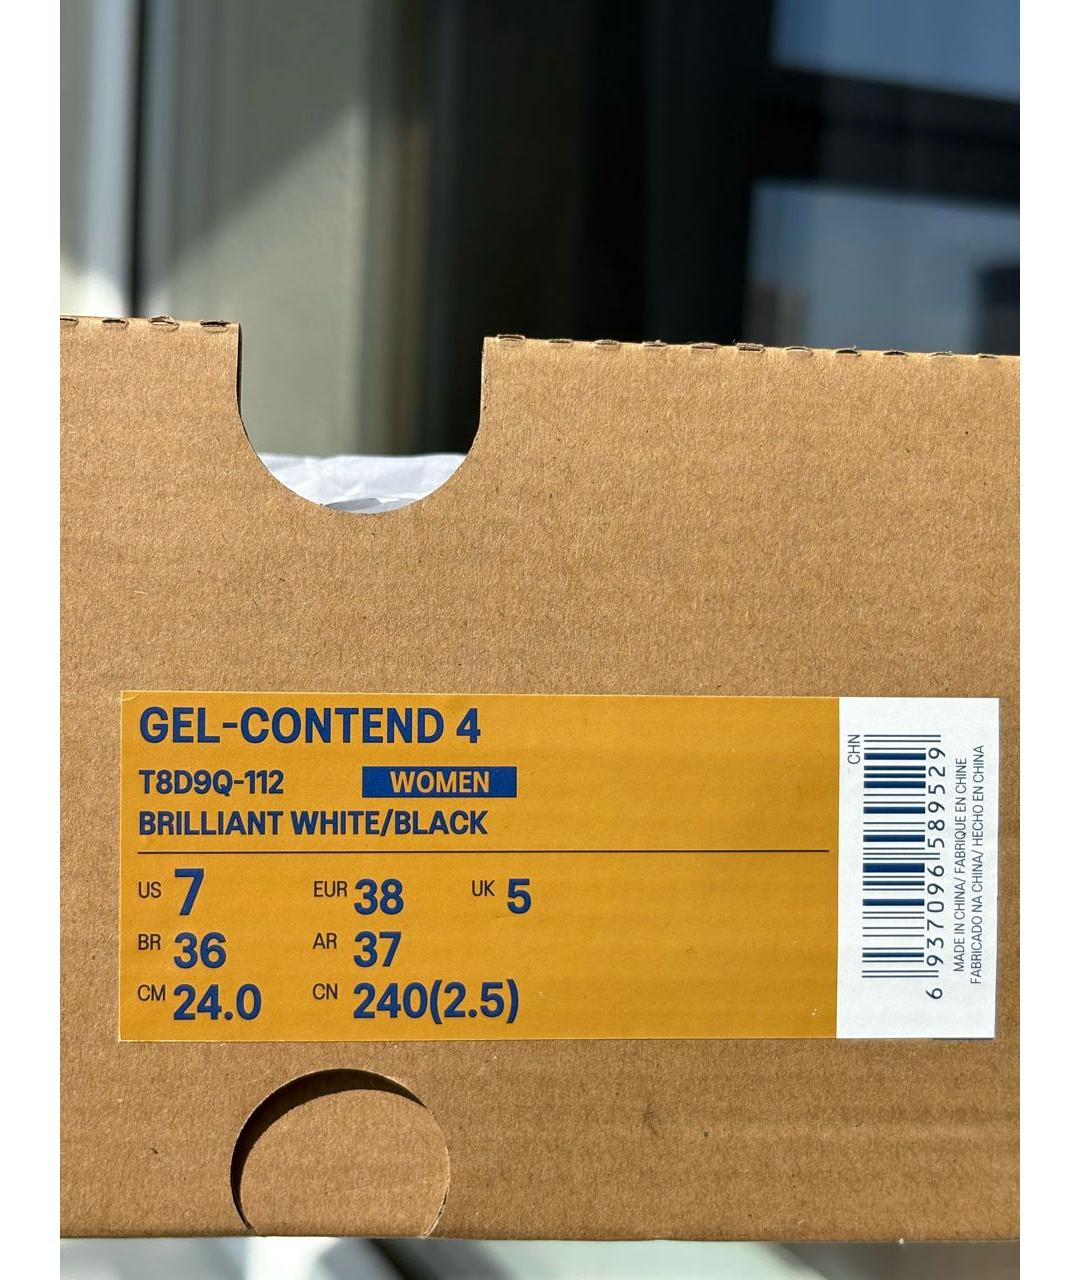 GEL-CONTEND 4
T8D9Q-112 WOMEN
BRILLIANT WHITE/BLACK
US 7 EUR 38 UK 5
BR 36 AR 37
CM 24.0 CN 240(2.5)
CHN
6 937096 589529
MADE IN CHINA/ FABRIQUE EN CHINE
FABRICADO NA CHINA/ HECHO EN CHINA